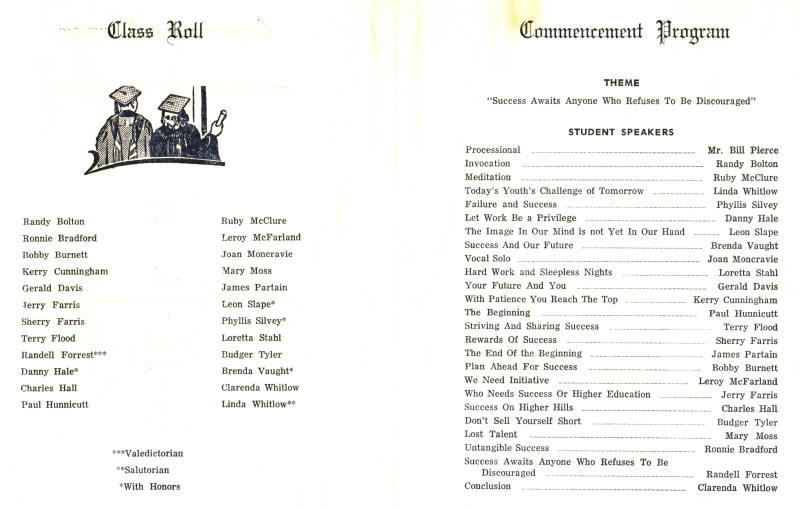 Class Roll
Randy Bolton
Ronnie Bradford
Bobby Burnett
Kerry Cunningham
Gerald Davis
Jerry Farris
Sherry Farris
Terry Flood
Randell Forrest***
Danny Hale*
Charles Hall
Paul Hunnicutt
Ruby McClure
Leroy McFarland
Joan Moncravie
Mary Moss
James Partain
Leon Slape*
Phyllis Silvey*
Loretta Stahl
Budger Tyler
Brenda Vaught*
Clarenda Whitlow
Linda Whitlow**
***Valedictorian
**Salutorian
*With Honors
Commencement Program
THEME
"Success Awaits Anyone Who Refuses To Be Discouraged"
STUDENT SPEAKERS
Processional Mr. Bill Pierce
Invocation Randy Bolton
Meditation Ruby McClure
Today's Youth's Challenge of Tomorrow Linda Whitlow
Failure and Success Phyllis Silvey
Let Work Be a Privilege Danny Hale
The Image In Our Mind is not Yet In Our Hand Leon Slape
Success And Our Future Brenda Vaught
Vocal Solo Joan Moncravie
Hard Work and Sleepless Nights Loretta Stahl
Your Future And You Gerald Davis
With Patience You Reach The Top Kerry Cunningham
The Beginning Paul Hunnicutt
Striving And Sharing Success Terry Flood
Rewards Of Success Sherry Farris
The End Of the Beginning James Partain
Plan Ahead For Success Bobby Burnett
We Need Initiative Leroy McFarland
Who Needs Success Or Higher Education Jerry Farris
Success On Higher Hills Charles Hall
Don't Sell Yourself Short Budger Tyler
Lost Talent Mary Moss
Untangible Success Ronnie Bradford
Success Awaits Anyone Who Refuses To Be
Discouraged Randell Forrest
Conclusion Clarenda Whitlow